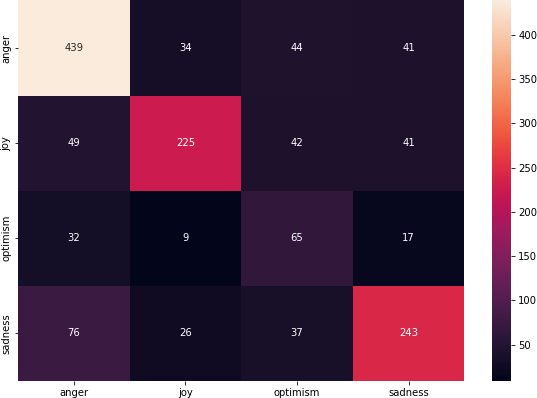 anger 439 34 44 41
joy 49 225 42 41
optimism 32 9 65 17
sadness 76 26 37 243
anger joy optimism sadness
400
350
300
250
200
150
100
50